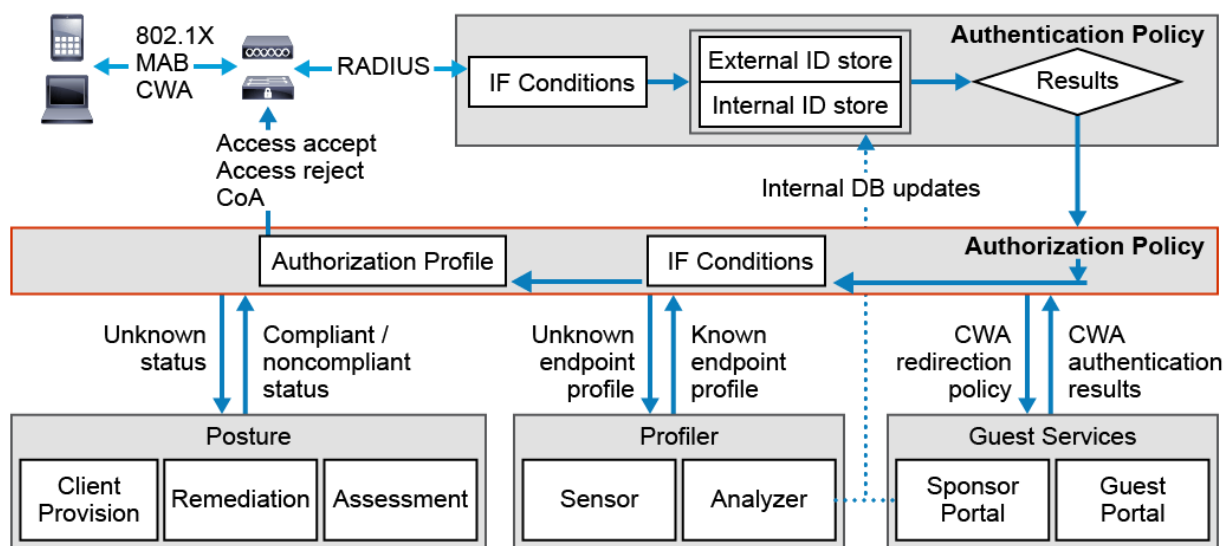 802.1X
MAB
CWA
RADIUS
Authentication Policy
IF Conditions
External ID store
Internal ID store
Results
Access accept
Access reject
CoA
Internal DB updates
Authorization Policy
Authorization Profile
IF Conditions
Unknown
status
Compliant /
noncompliant
status
Unknown
endpoint
profile
Known
endpoint
profile
CWA
redirection
policy
CWA
authentication
results
Posture
Client
Provision
Remediation
Assessment
Profiler
Sensor
Analyzer
Guest Services
Sponsor
Portal
Guest
Portal